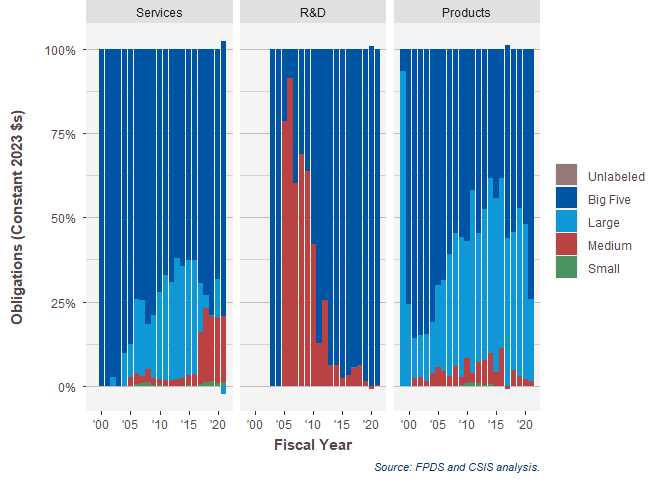 Services R&D Products
100%
75%
50%
25%
0%
Obligations (Constant 2023 $s)
'00 '05 '10 '15 '20 '00 '05 '10 '15 '20 '00 '05 '10 '15 '20
Fiscal Year
Unlabeled
Big Five
Large
Medium
Small
Source: FPDS and CSIS analysis.